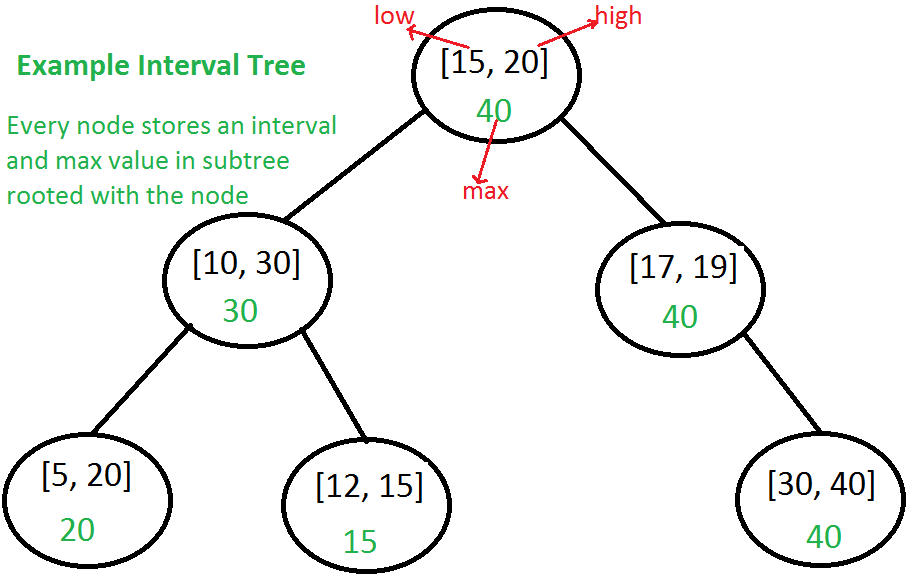 low
high
Example Interval Tree
[15, 20]
40
Every node stores an interval
and max value in subtree
rooted with the node
max
[10, 30]
30
[17, 19]
40
[5, 20]
20
[12, 15]
15
[30, 40]
40